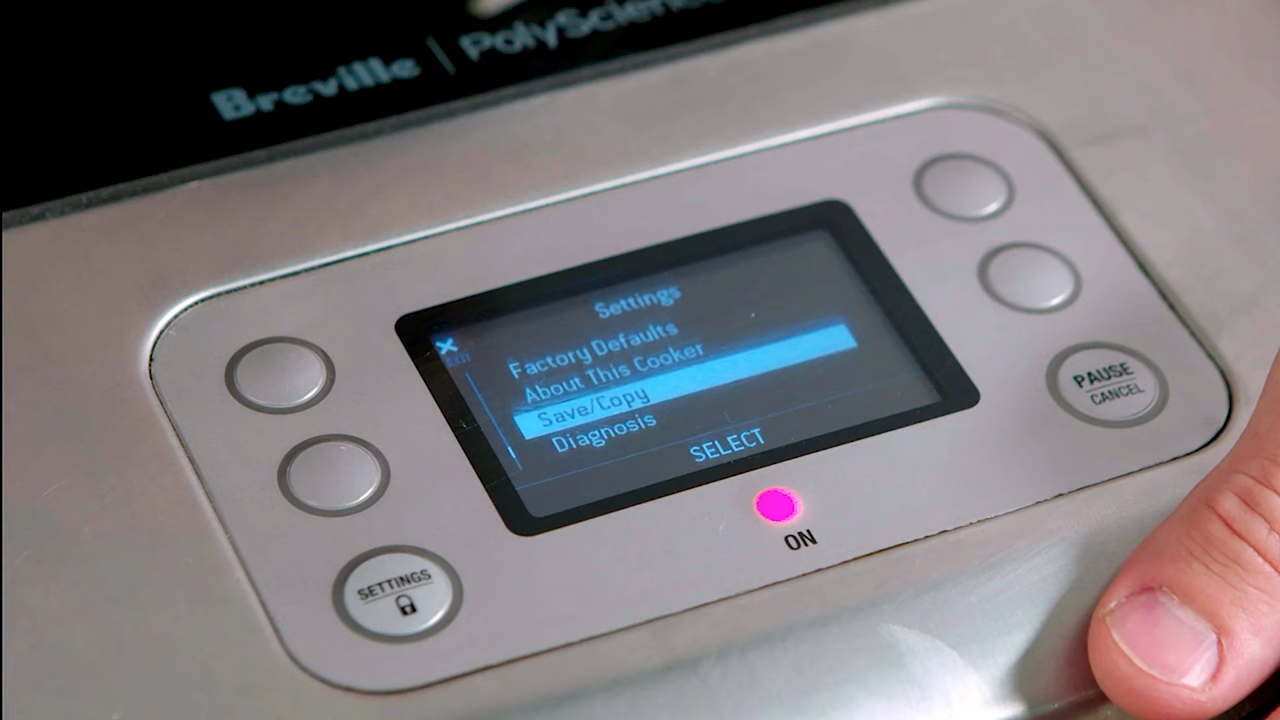 Breville | PolyScience
Settings
EXIT
Factory Defaults
About This Cooker
Save/Copy
Diagnosis
SELECT
ON
PAUSE
CANCEL
SETTINGS